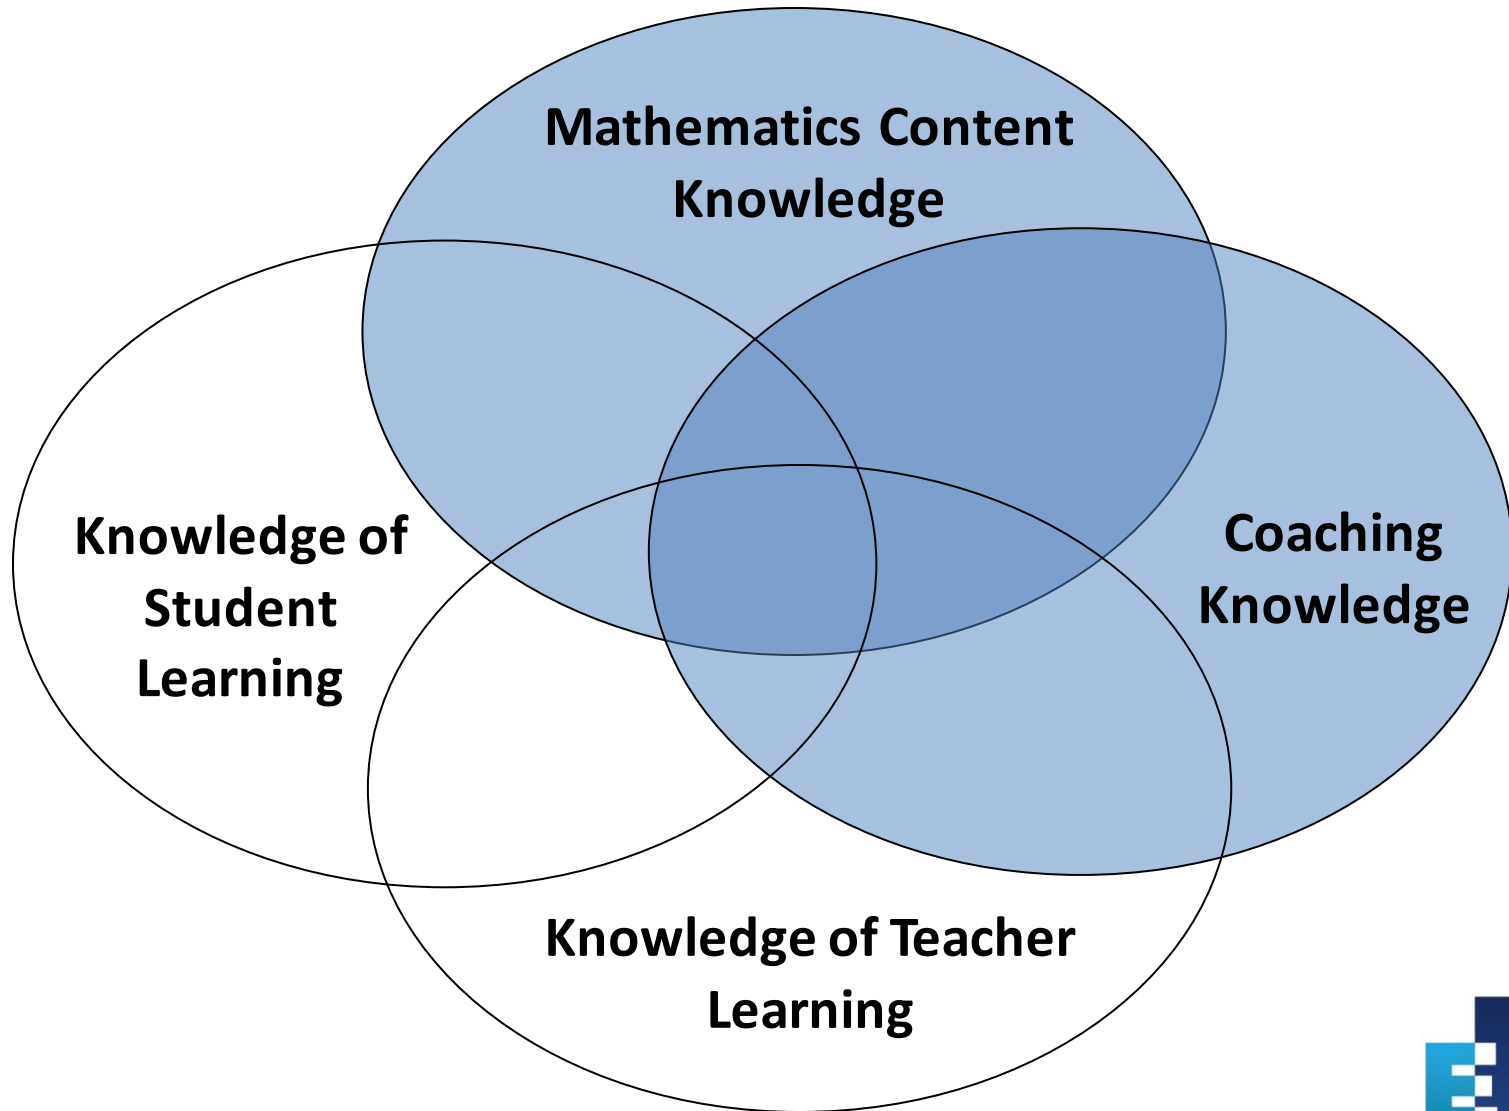 Mathematics Content
Knowledge
Knowledge of
Student
Learning
Coaching
Knowledge
Knowledge of Teacher
Learning